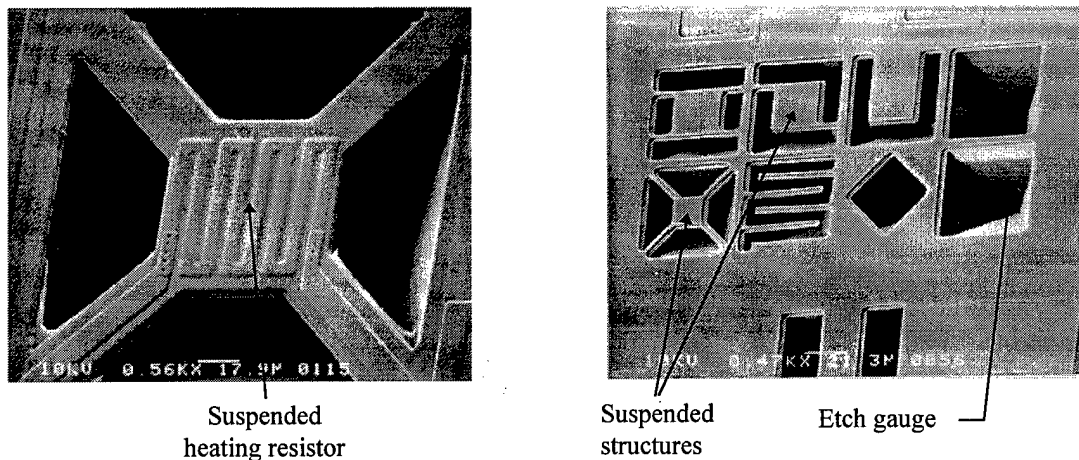 10KU 0.56KX 17.9M 0115
Suspended
heating resistor
Suspended
structures
Etch gauge